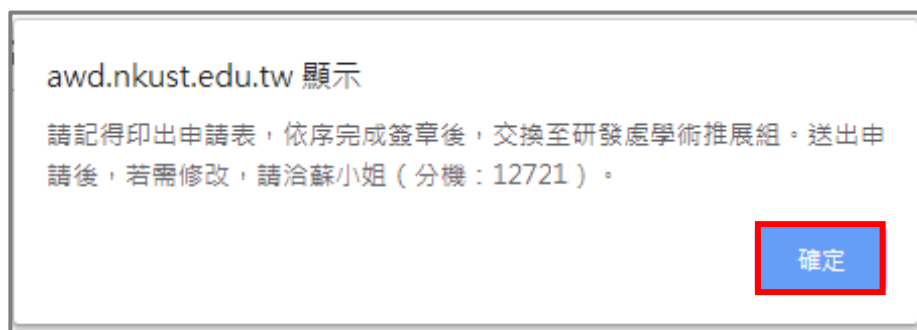 awd.nkust.edu.tw 顯示
請記得印出申請表，依序完成簽章後，交換至研發處學術推展組。送出申
請後，若需修改，請洽蘇小姐（分機：12721）。
確定